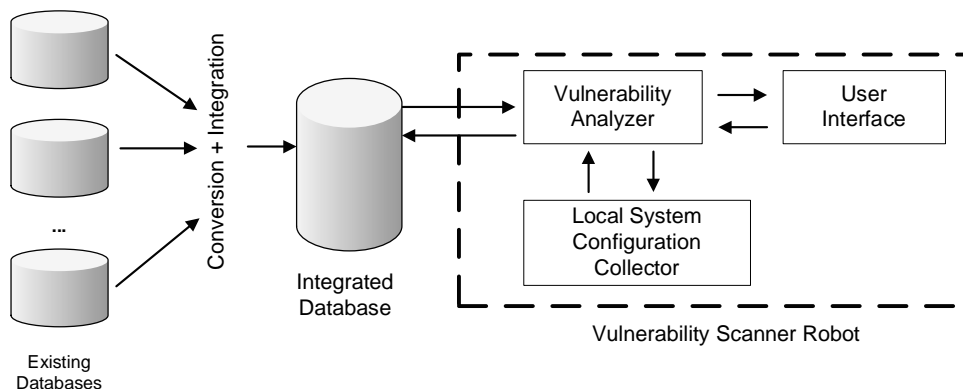 ...
Existing
Databases
Conversion + Integration
Integrated
Database
Vulnerability
Analyzer
User
Interface
Local System
Configuration
Collector
Vulnerability Scanner Robot